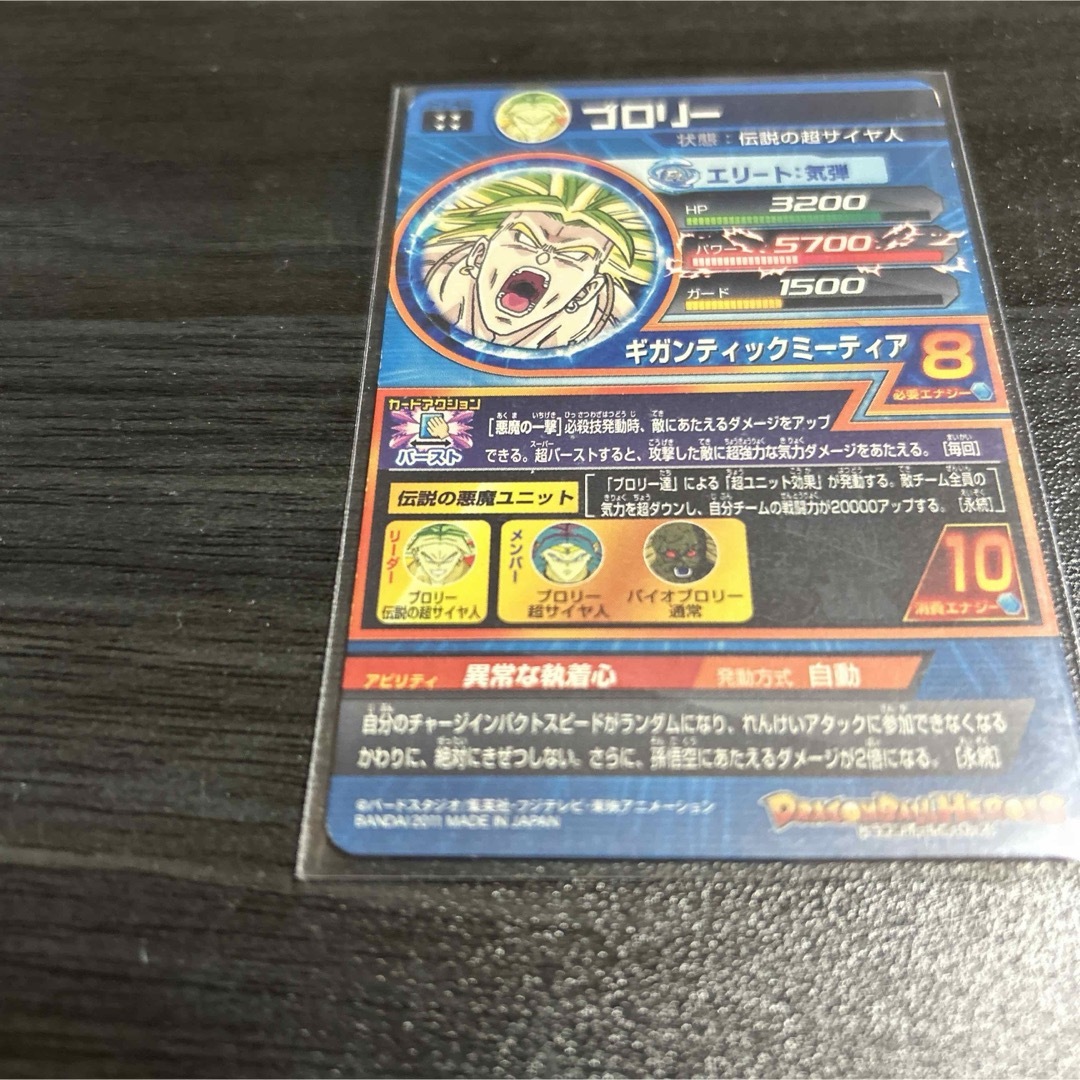 ブロリー
状態：伝説の超サイヤ人
エリート：気弾
HP 3200
パワー 5700
ガード 1500
ギガンティックミーティア 8
必要エナジー
カードアクション
バースト
[悪魔の一撃]必殺技発動時、敵にあたえるダメージをアップ
できる。超バーストすると、攻撃した敵に超強力な気力ダメージをあたえる。[毎回]
伝説の悪魔ユニット
「ブロリー達」による「超ユニット効果」が発動する。敵チーム全員の
気力を超ダウンし、自分チームの戦闘力が20000アップする。[永続]
リーダー
ブロリー
伝説の超サイヤ人
メンバー
ブロリー
超サイヤ人
バイオブロリー
通常
10
消費エナジー
アビリティ 異常な執着心 発動方式 自動
自分のチャージインパクトスピードがランダムになり、れんけいアタックに参加できなくなる
かわりに、絶対にきぜつしない。さらに、孫悟空にあたえるダメージが2倍になる。[永続]
©バードスタジオ/集英社・フジテレビ・東映アニメーション
BANDAI 2011 MADE IN JAPAN
DRAGONBALL HEROES
ドラゴンボールヒーローズ